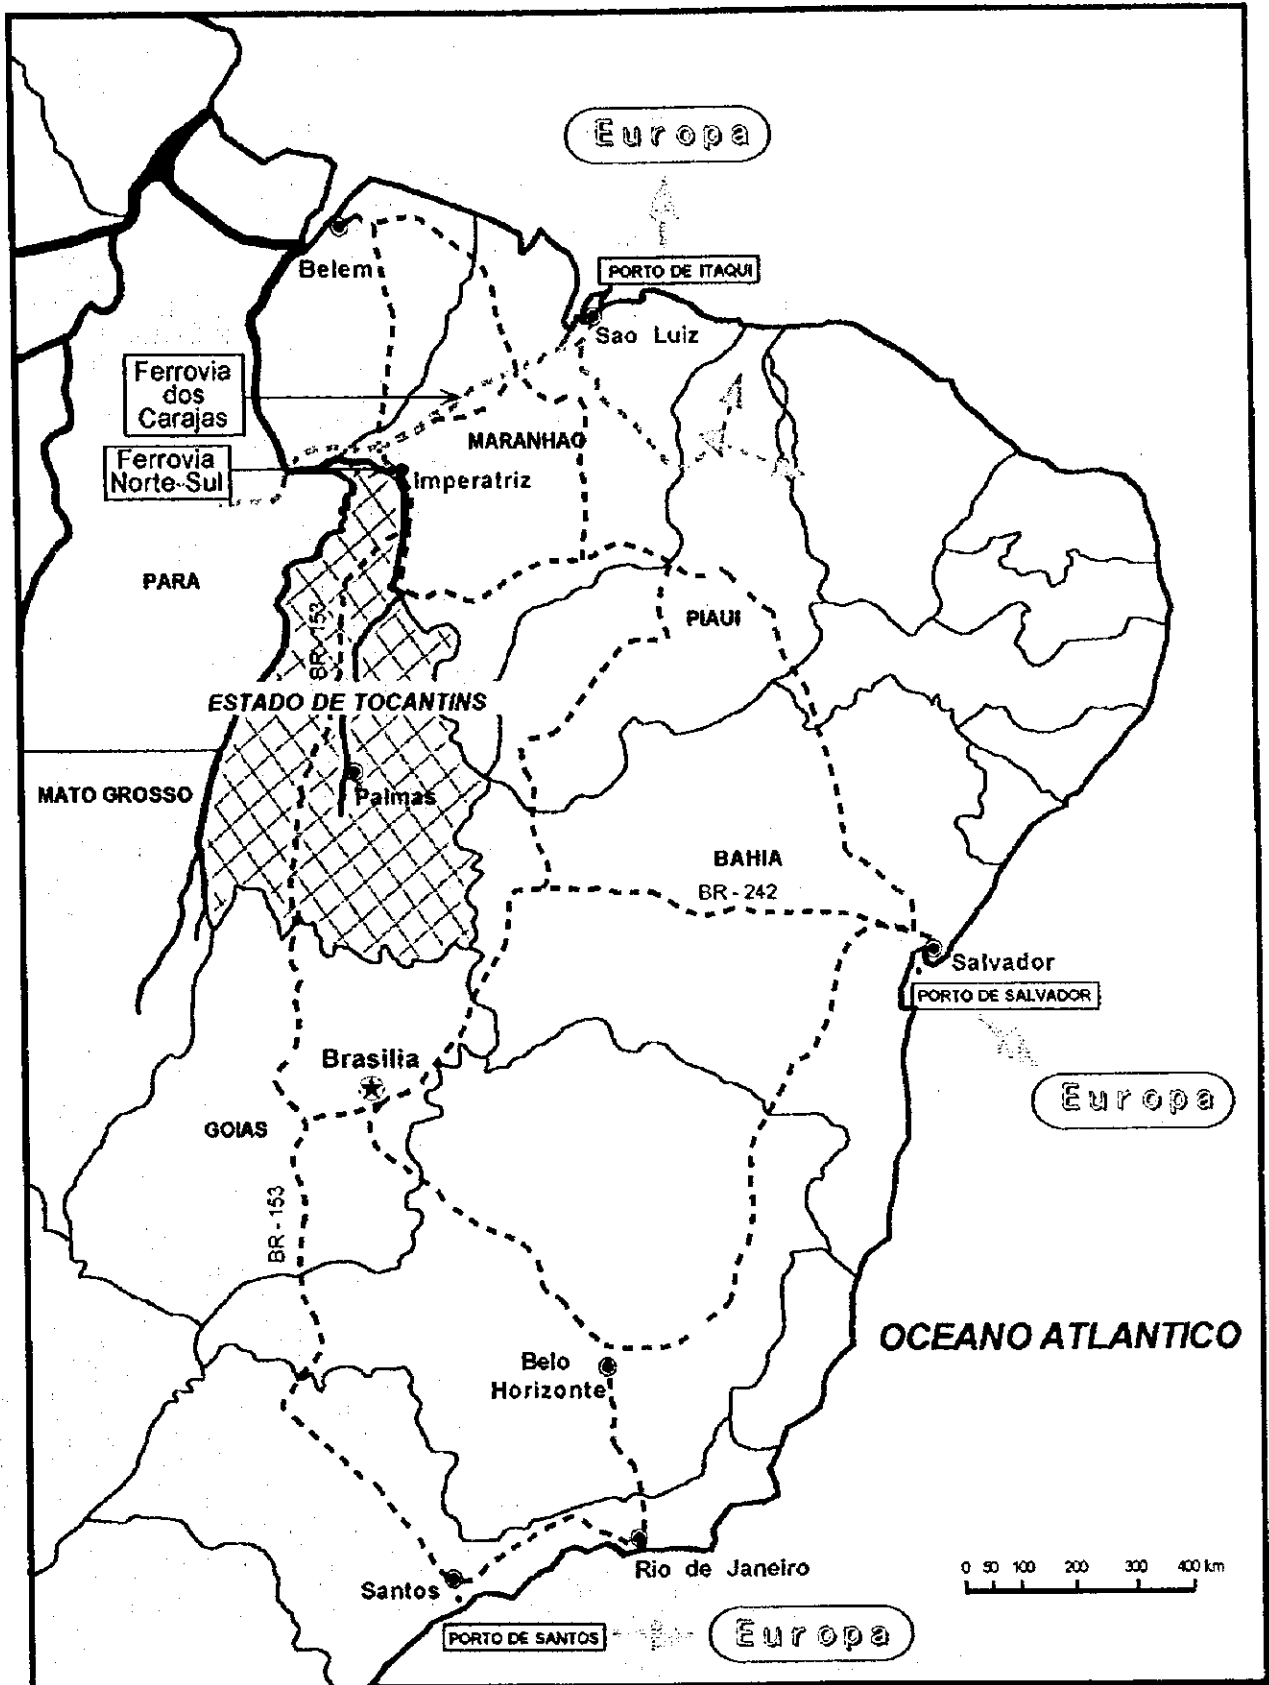 Europa
PORTO DE ITAQUI
Belem
Sao Luiz
Ferrovia
dos
Carajas
MARANHAO
Ferrovia
Norte-Sul
Imperatriz
PARA
BR - 153
PIAUI
ESTADO DE TOCANTINS
MATO GROSSO
Palmas
BAHIA
BR - 242
Salvador
PORTO DE SALVADOR
Brasilia
Europa
GOIAS
BR - 153
OCEANO ATLANTICO
Belo
Horizonte
Rio de Janeiro
0 50 100 200 300 400 km
Santos
PORTO DE SANTOS
Europa